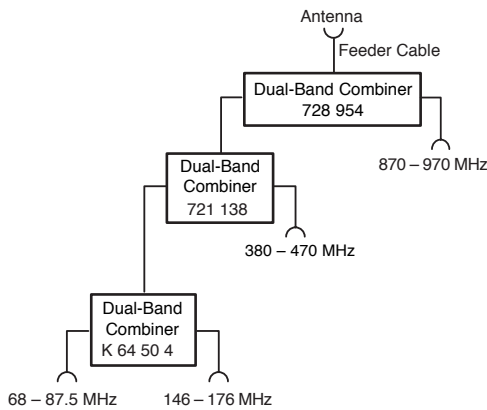 Antenna
Feeder Cable
Dual-Band Combiner
728 954
870 – 970 MHz
Dual-Band
Combiner
721 138
380 – 470 MHz
Dual-Band
Combiner
K 64 50 4
68 – 87.5 MHz
146 – 176 MHz